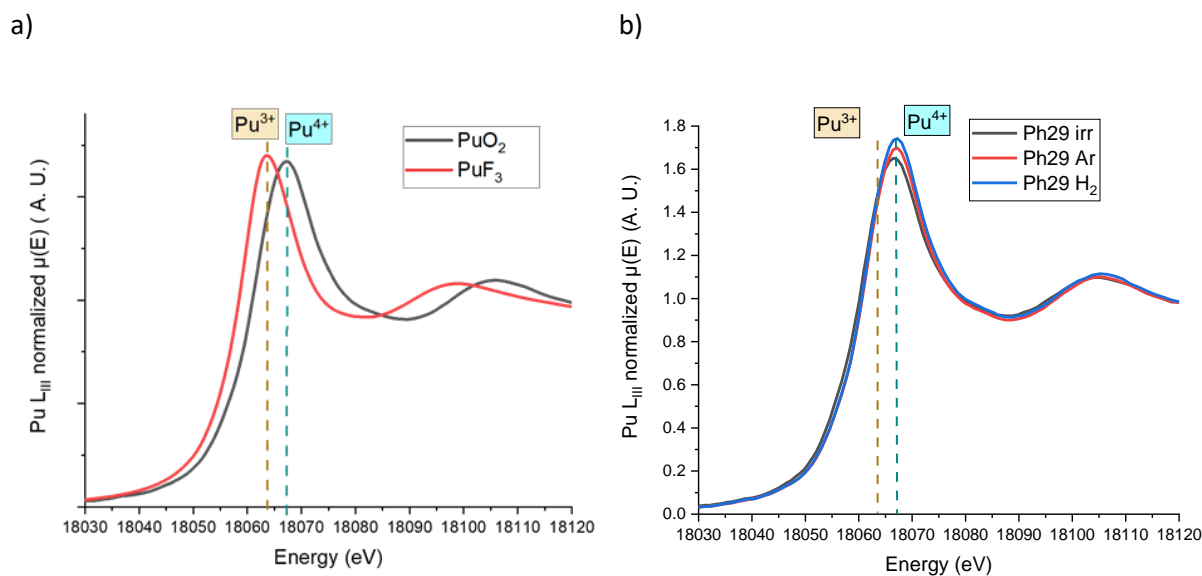 a)
Pu3+
Pu4+
PuO2
PuF3
Pu LIII normalized μ(E) ( A. U.)
18030 18040 18050 18060 18070 18080 18090 18100 18110 18120
Energy (eV)
b)
Pu3+
Pu4+
Ph29 irr
Ph29 Ar
Ph29 H2
Pu LIII normalized μ(E) (A. U.)
1.8
1.6
1.4
1.2
1.0
0.8
0.6
0.4
0.2
0.0
18030 18040 18050 18060 18070 18080 18090 18100 18110 18120
Energy (eV)